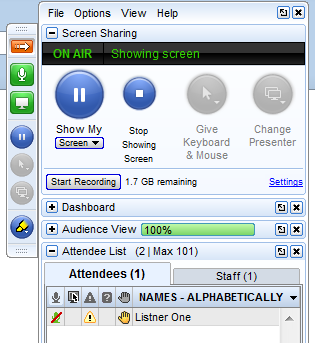 File Options View Help
Screen Sharing
ON AIR Showing screen
Show My
Screen
Stop
Showing
Screen
Give
Keyboard
& Mouse
Change
Presenter
Start Recording 1.7 GB remaining Settings
Dashboard
Audience View 100%
Attendee List (2 | Max 101)
Attendees (1) Staff (1)
NAMES - ALPHABETICALLY
Listner One